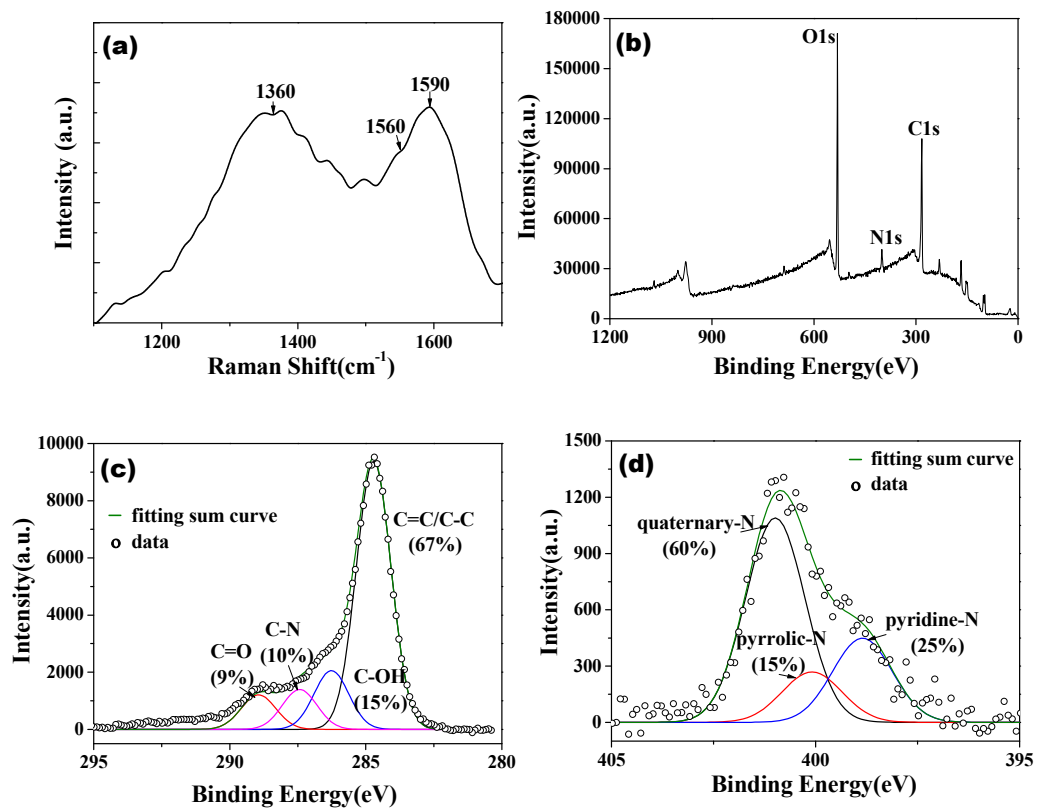 (a)
1360
1590
1560
Intensity (a.u.)
1200 1400 1600
Raman Shift(cm⁻¹)
(b)
O1s
C1s
N1s
Intensity(a.u.)
180000
150000
120000
90000
60000
30000
0
1200 900 600 300 0
Binding Energy(eV)
(c)
fitting sum curve
data
C=C/C-C
(67%)
C-N
(10%)
C=O
(9%)
C-OH
(15%)
Intensity(a.u.)
10000
8000
6000
4000
2000
0
295 290 285 280
Binding Energy(eV)
(d)
fitting sum curve
data
quaternary-N
(60%)
pyrrolic-N
(15%)
pyridine-N
(25%)
Intensity(a.u.)
1500
1200
900
600
300
0
405 400 395
Binding Energy(eV)